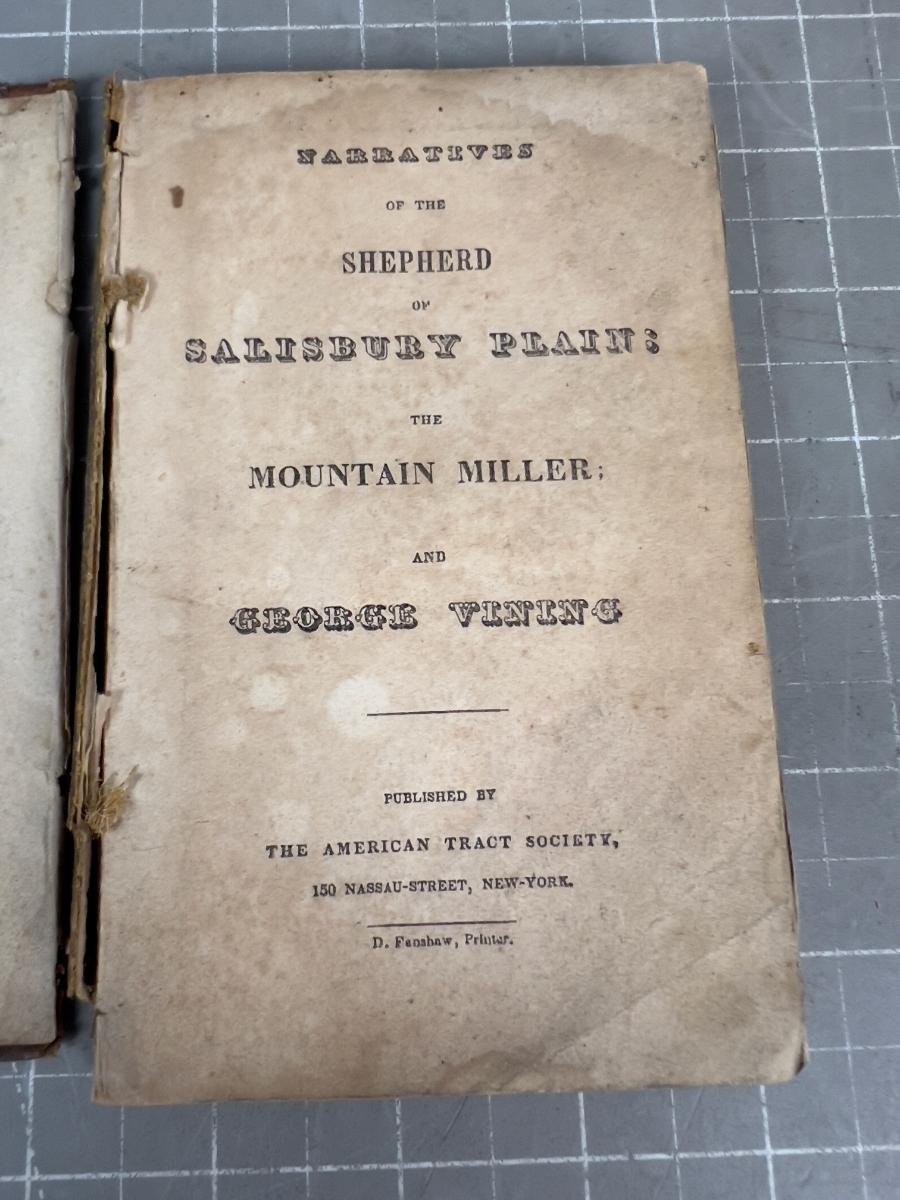 NARRATIVES
OF THE
SHEPHERD
OF
SALISBURY PLAIN;
THE
MOUNTAIN MILLER;
AND
GEORGE VINING
PUBLISHED BY
THE AMERICAN TRACT SOCIETY,
150 NASSAU-STREET, NEW-YORK.
D. Fanshaw, Printer.